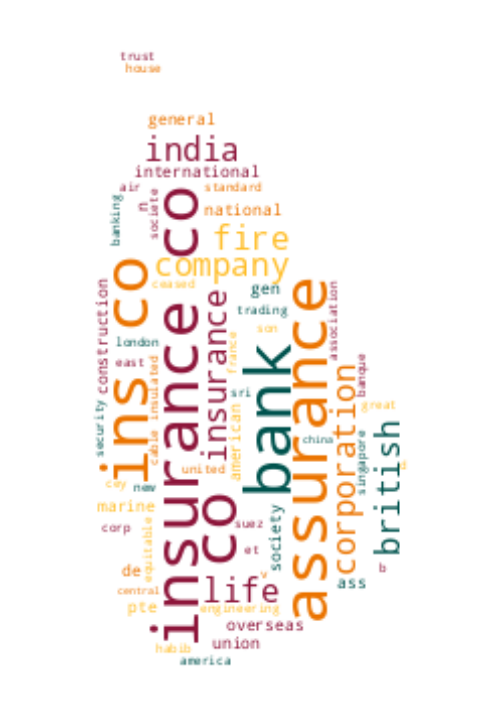 trust
house
general
india
international
air
standard
n
societe
banking
co
national
fire
company
ins co
ceased
gen
construction
insurance co
insurance
assurance
association
trading
son
london
east
cable insulated
france
bank
banque
corporation
sri
great
security
american
china
singapore
british
united
cey
new
marine
co
corp
equitable
suez
society
et
de
life
ass
b
central
pte
engineering
overseas
union
habib
america